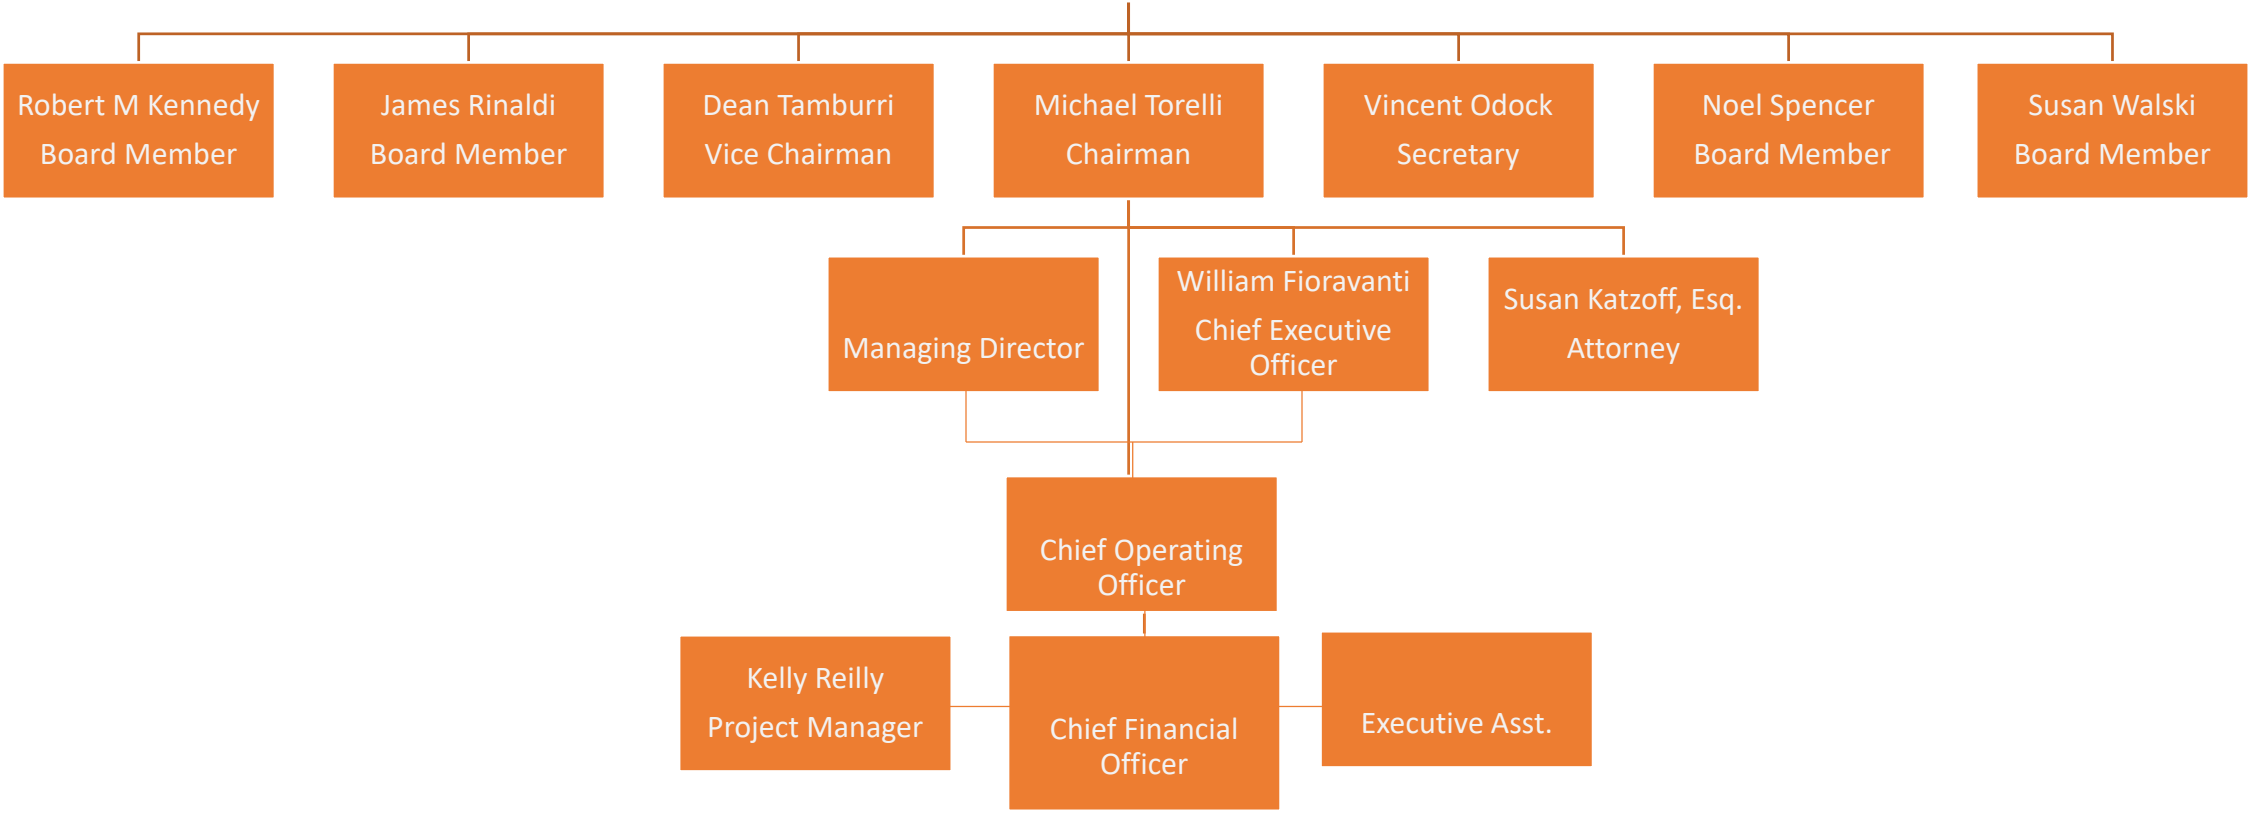 Robert M Kennedy
Board Member
James Rinaldi
Board Member
Dean Tamburri
Vice Chairman
Michael Torelli
Chairman
Vincent Odock
Secretary
Noel Spencer
Board Member
Susan Walski
Board Member
Managing Director
William Fioravanti
Chief Executive
Officer
Susan Katzoff, Esq.
Attorney
Chief Operating
Officer
Kelly Reilly
Project Manager
Chief Financial
Officer
Executive Asst.